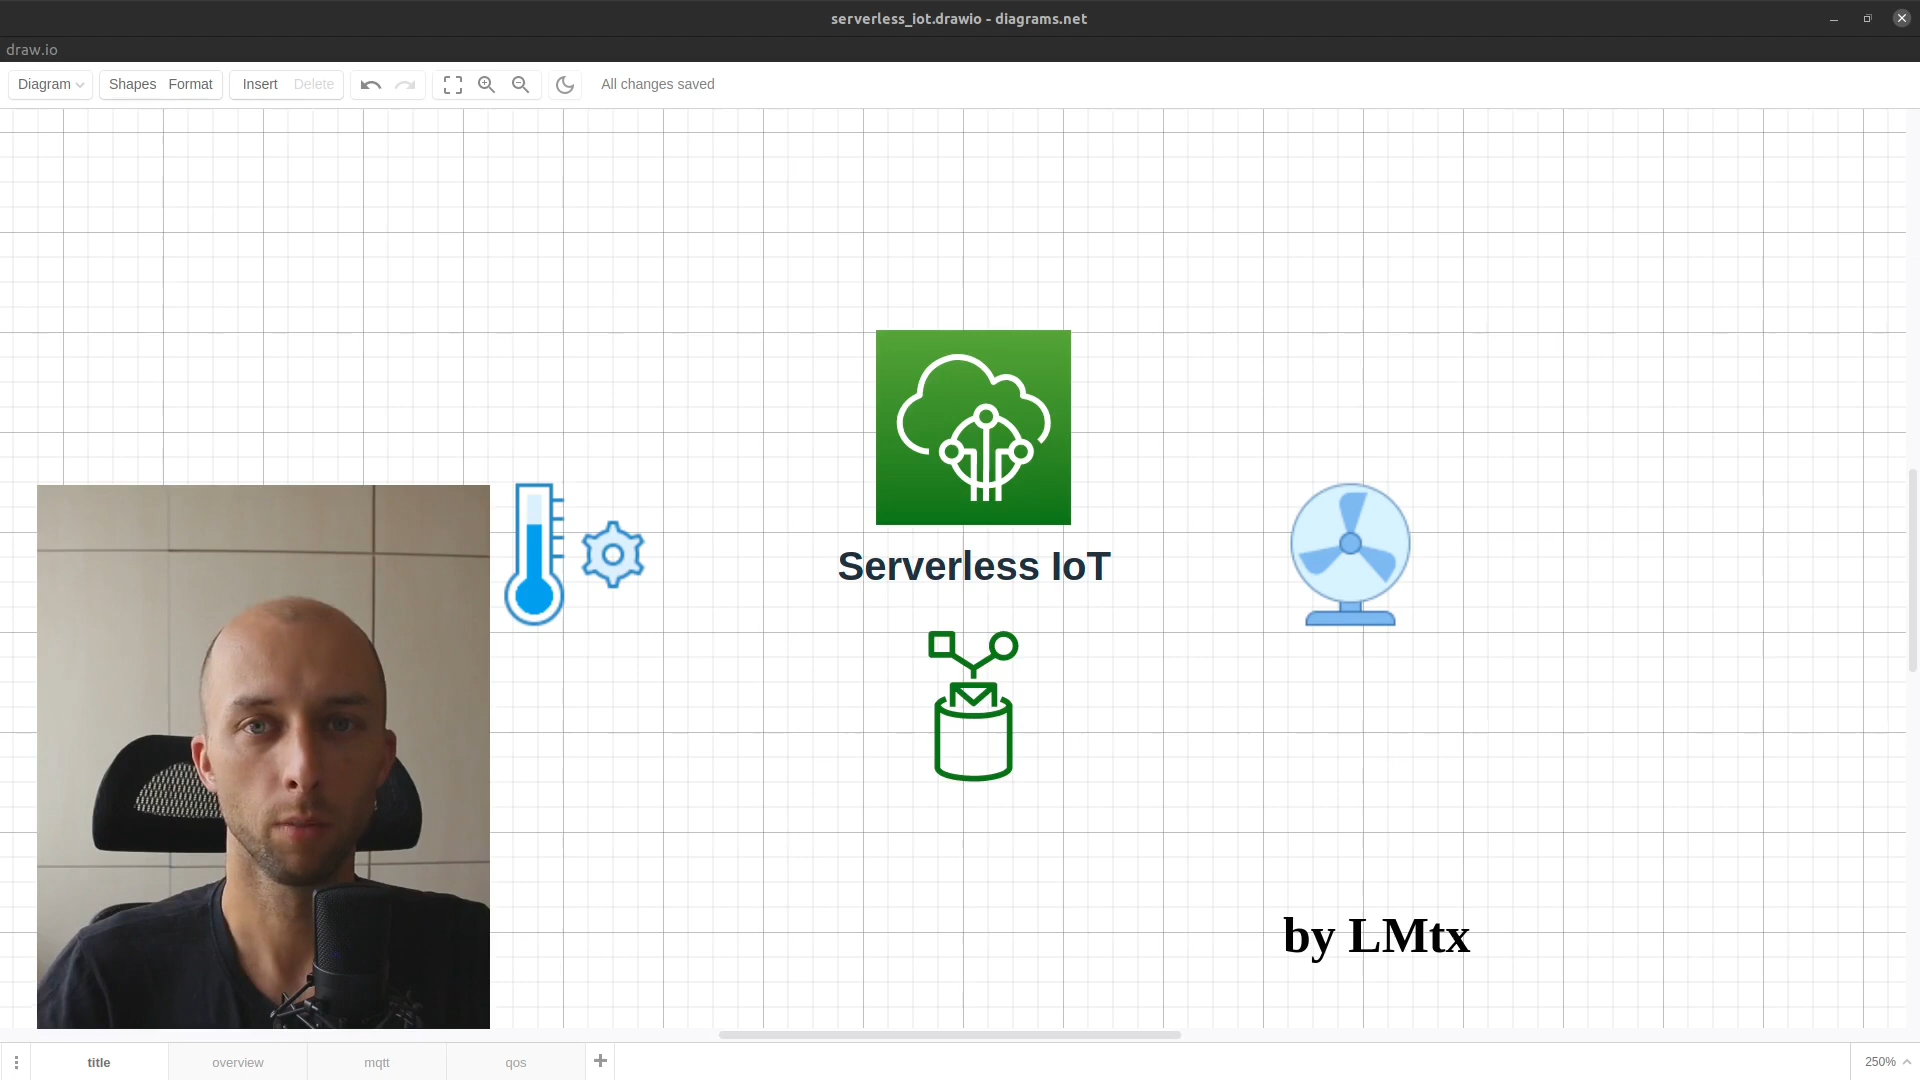 serverless_iot.drawio - diagrams.net
draw.io
Diagram Shapes Format Insert Delete All changes saved
Serverless IoT
by LMtx
title overview mqtt qos 250%